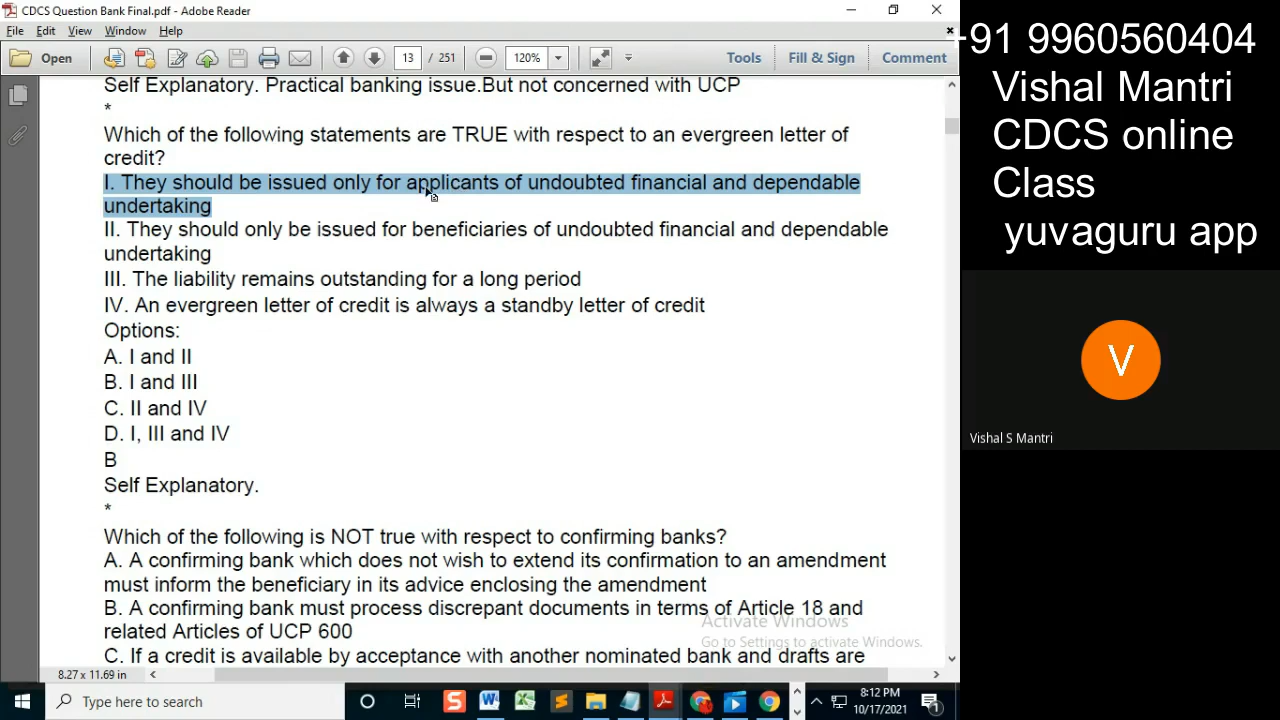 CDCS Question Bank Final.pdf - Adobe Reader
File Edit View Window Help
Open 13 / 251 120% Tools Fill & Sign Comment
Self Explanatory. Practical banking issue.But not concerned with UCP
*
Which of the following statements are TRUE with respect to an evergreen letter of
credit?
I. They should be issued only for applicants of undoubted financial and dependable
undertaking
II. They should only be issued for beneficiaries of undoubted financial and dependable
undertaking
III. The liability remains outstanding for a long period
IV. An evergreen letter of credit is always a standby letter of credit
Options:
A. I and II
B. I and III
C. II and IV
D. I, III and IV
B
Self Explanatory.
*
Which of the following is NOT true with respect to confirming banks?
A. A confirming bank which does not wish to extend its confirmation to an amendment
must inform the beneficiary in its advice enclosing the amendment
B. A confirming bank must process discrepant documents in terms of Article 18 and
related Articles of UCP 600
C. If a credit is available by acceptance with another nominated bank and drafts are
Activate Windows
Go to Settings to activate Windows.
8.27 x 11.69 in
Type here to search
8:12 PM
10/17/2021
1
+91 9960560404
Vishal Mantri
CDCS online
Class
yuvaguru app
V
Vishal S Mantri